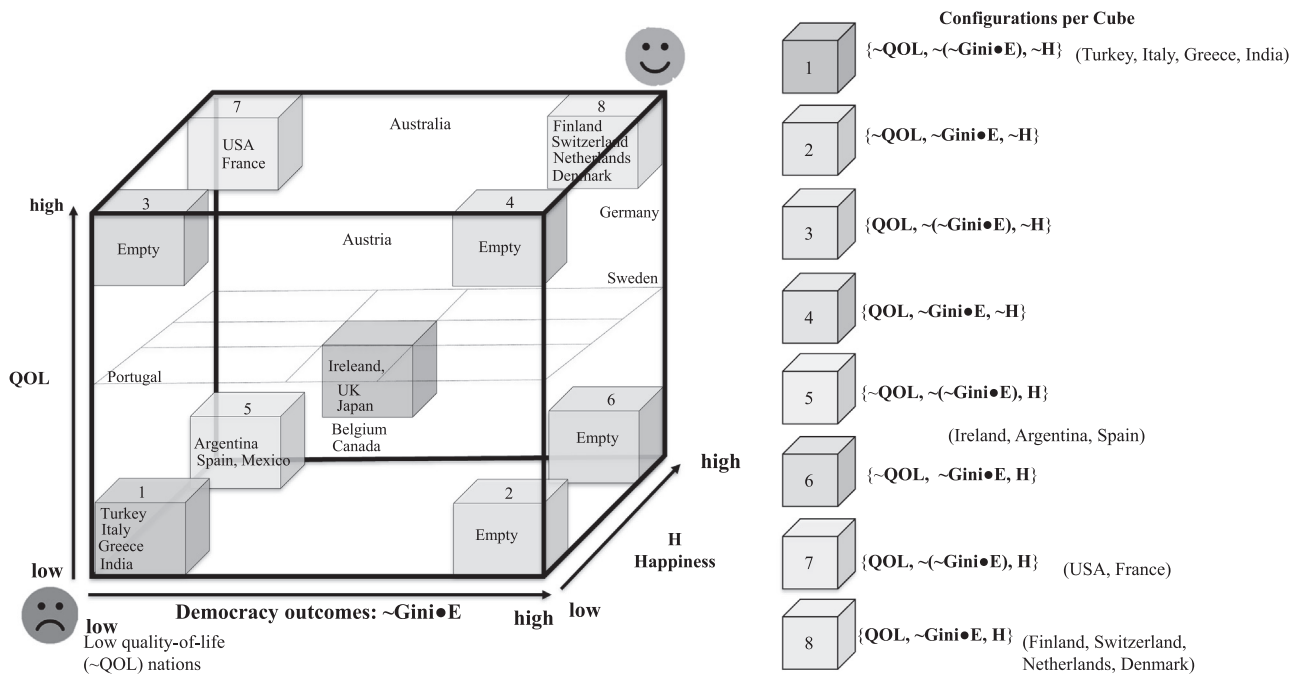 7
USA
France
Australia
8
Finland
Switzerland
Netherlands
Denmark
high
3
Empty
Austria
4
Empty
Germany
Sweden
QOL
Portugal
Ireleand,
UK
Japan
Belgium
Canada
5
Argentina
Spain, Mexico
6
Empty
1
Turkey
Italy
Greece
India
2
Empty
high
H
Happiness
low
low
Democracy outcomes: ~Gini●E
high
low
Low quality-of-life
(~QOL) nations
Configurations per Cube
1 {~QOL, ~(~Gini●E), ~H} (Turkey, Italy, Greece, India)
2 {~QOL, ~Gini●E, ~H}
3 {QOL, ~(~Gini●E), ~H}
4 {QOL, ~Gini●E, ~H}
5 {~QOL, ~(~Gini●E), H}
(Ireland, Argentina, Spain)
6 {~QOL, ~Gini●E, H}
7 {QOL, ~(~Gini●E), H} (USA, France)
8 {QOL, ~Gini●E, H} (Finland, Switzerland,
Netherlands, Denmark)